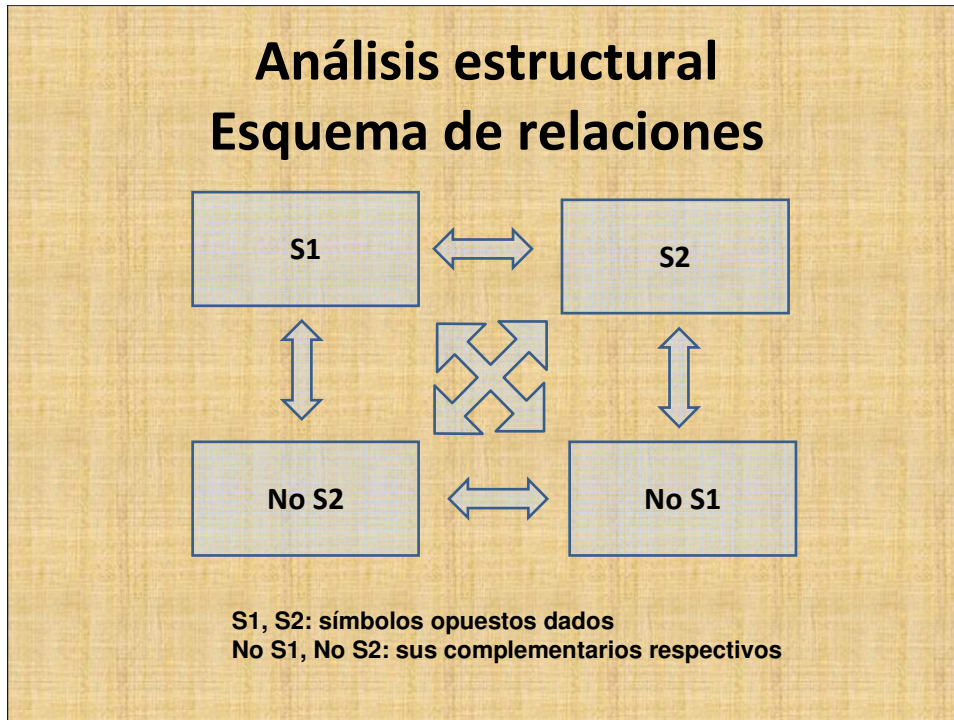 Análisis estructural
Esquema de relaciones
S1
S2
No S2
No S1
S1, S2: símbolos opuestos dados
No S1, No S2: sus complementarios respectivos